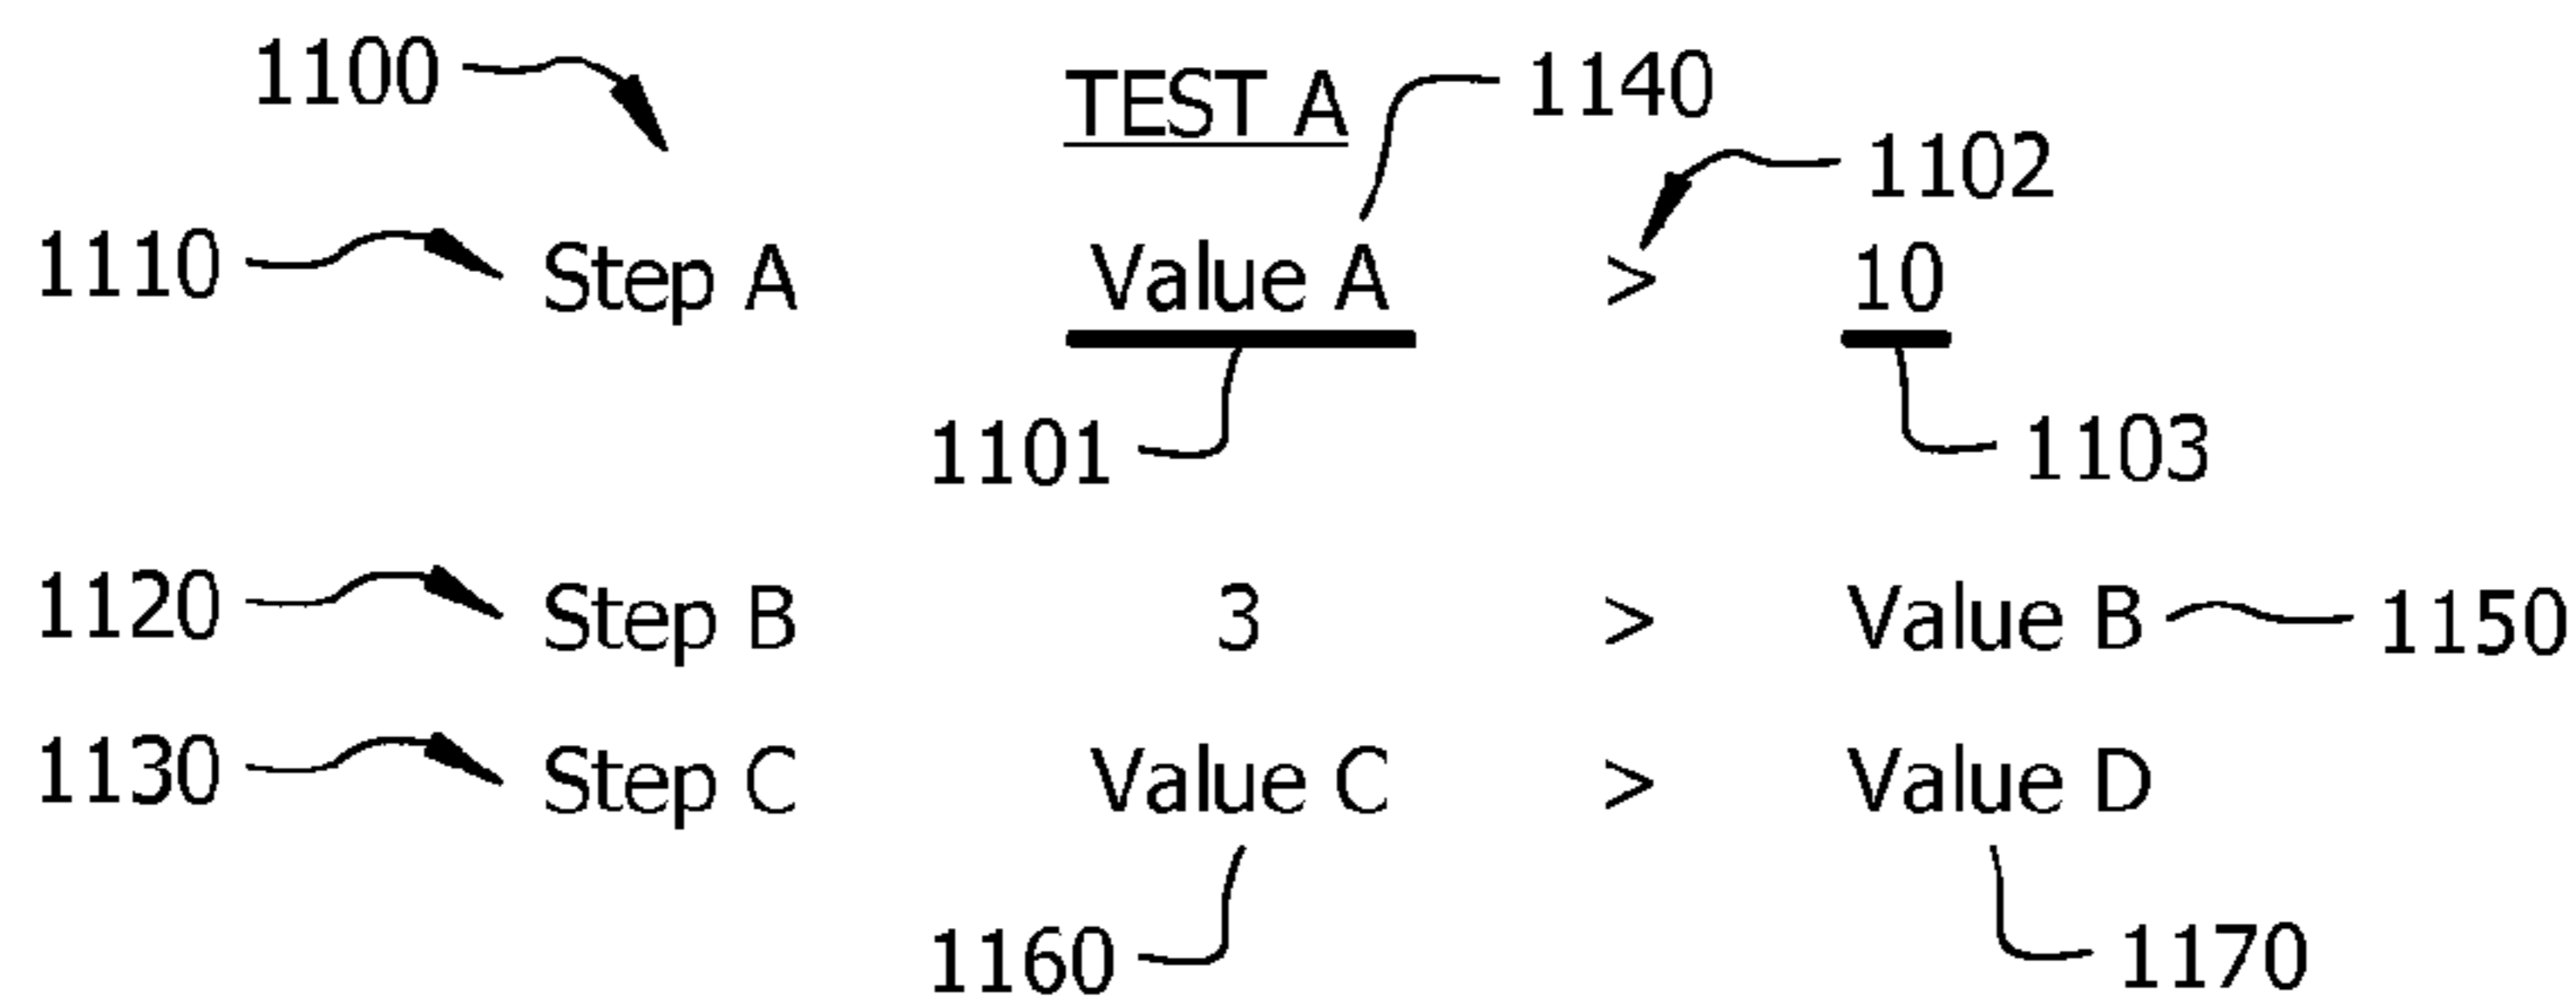 1100 TEST A 1140
1102
1110 Step A Value A > 10
1101 1103
1120 Step B 3 > Value B 1150
1130 Step C Value C > Value D
1160 1170